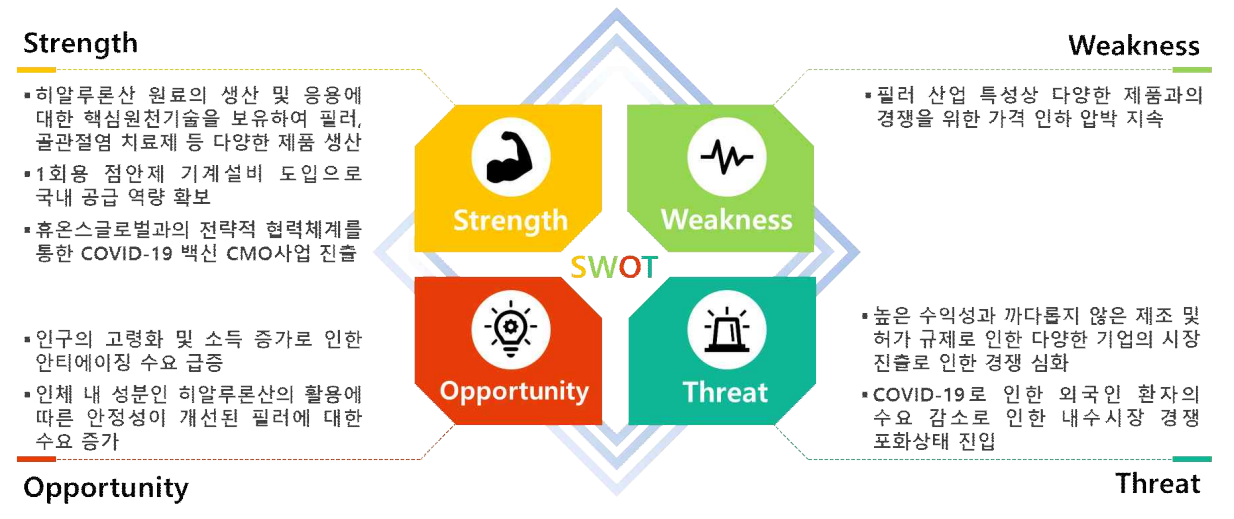 Strength
▪히알루론산 원료의 생산 및 응용에
대한 핵심원천기술을 보유하여 필러,
골관절염 치료제 등 다양한 제품 생산
▪1회용 점안제 기계설비 도입으로
국내 공급 역량 확보
▪휴온스글로벌과의 전략적 협력체계를
통한 COVID-19 백신 CMO사업 진출
Weakness
▪필러 산업 특성상 다양한 제품과의
경쟁을 위한 가격 인하 압박 지속
Strength
Weakness
SWOT
Opportunity
Threat
▪인구의 고령화 및 소득 증가로 인한
안티에이징 수요 급증
▪인체 내 성분인 히알루론산의 활용에
따른 안정성이 개선된 필러에 대한
수요 증가
Opportunity
▪높은 수익성과 까다롭지 않은 제조 및
허가 규제로 인한 다양한 기업의 시장
진출로 인한 경쟁 심화
▪COVID-19로 인한 외국인 환자의
수요 감소로 인한 내수시장 경쟁
포화상태 진입
Threat